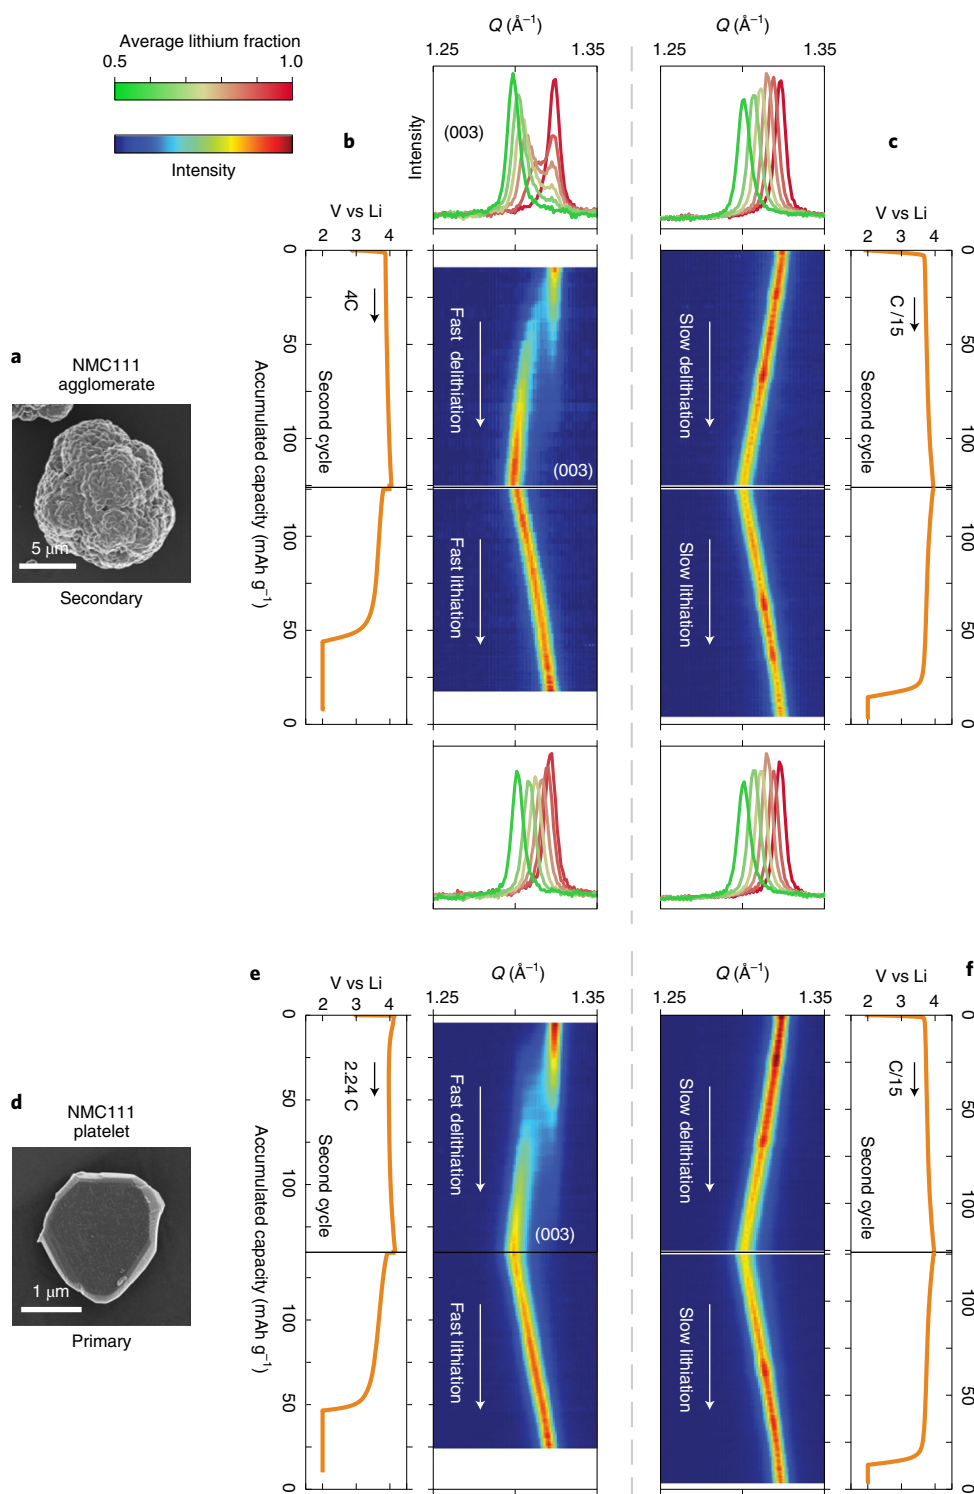 Average lithium fraction
0.5 1.0
Intensity
b
Q (Å⁻¹)
1.25 1.35
Intensity
(003)
Q (Å⁻¹)
1.25 1.35
c
V vs Li
2 3 4
0
50
100
100
50
0
4C
Second cycle
Accumulated capacity (mAh g⁻¹)
Fast delithiation
(003)
Fast lithiation
Slow delithiation
Slow lithiation
V vs Li
2 3 4
C/15
Second cycle
0
50
100
100
50
0
a
NMC111
agglomerate
5 μm
Secondary
e
V vs Li
2 3 4
0
50
100
100
50
0
2.24 C
Second cycle
Accumulated capacity (mAh g⁻¹)
Q (Å⁻¹)
1.25 1.35
Fast delithiation
(003)
Fast lithiation
Q (Å⁻¹)
1.25 1.35
Slow delithiation
Slow lithiation
f
V vs Li
2 3 4
C/15
Second cycle
0
50
100
100
50
0
d
NMC111
platelet
1 μm
Primary